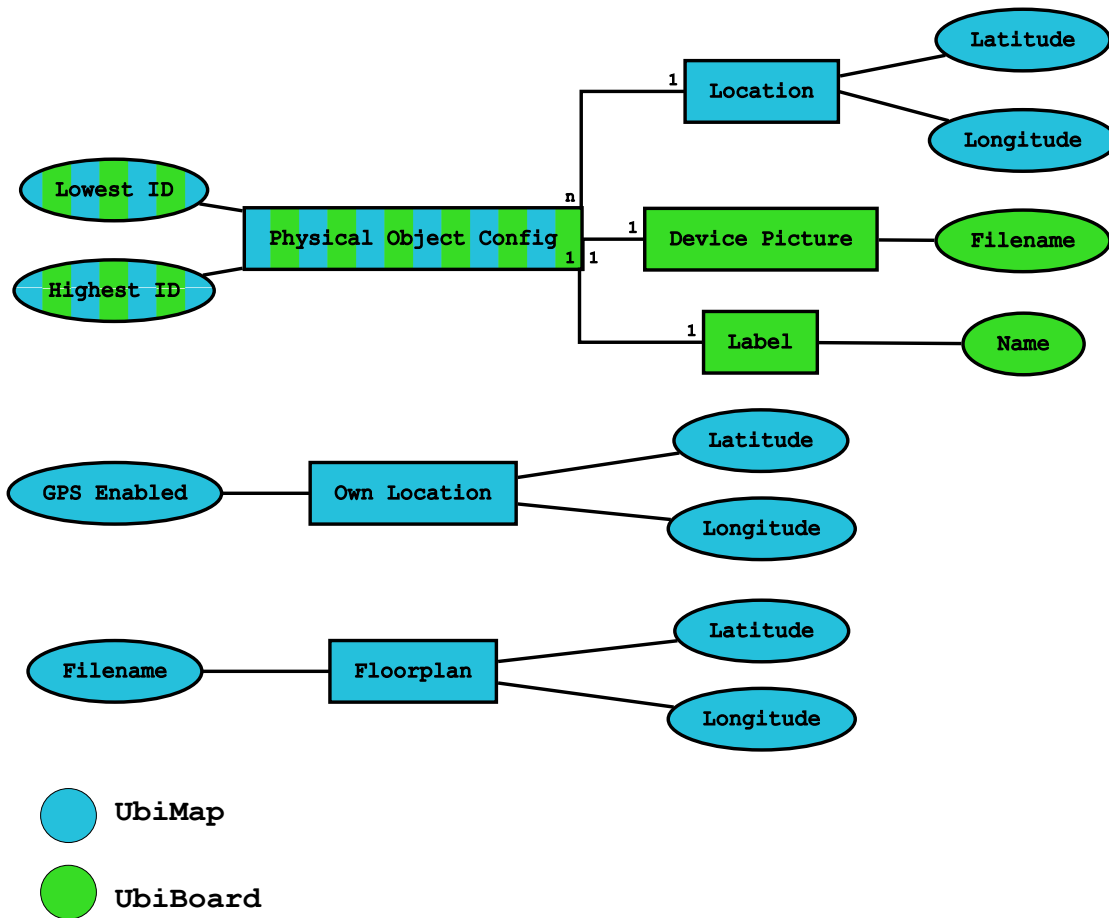 Latitude
1
Location
Longitude
Lowest ID
n
Physical Object Config
1
Device Picture
Filename
1
1
Highest ID
1
Label
Name
Latitude
GPS Enabled
Own Location
Longitude
Latitude
Filename
Floorplan
Longitude
UbiMap
UbiBoard